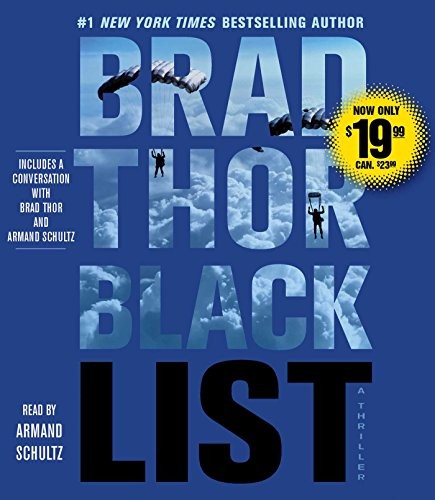 #1 NEW YORK TIMES BESTSELLING AUTHOR
BRAD
THOR
NOW ONLY
$19.99
CAN. $23.99
INCLUDES A
CONVERSATION
WITH
BRAD THOR
AND
ARMAND SCHULTZ
BLACK
LIST
A THRILLER
READ BY
ARMAND
SCHULTZ